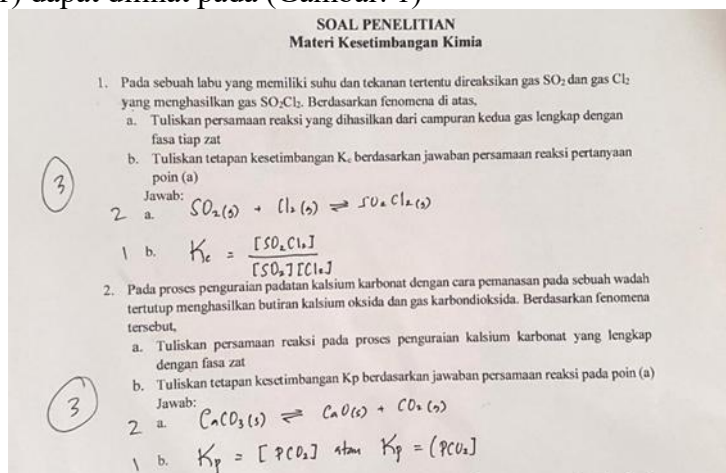 1) dapat dilihat pada (Gambar. 1)
SOAL PENELITIAN
Materi Kesetimbangan Kimia
1. Pada sebuah labu yang memiliki suhu dan tekanan tertentu direaksikan gas SO₂ dan gas Cl₂
yang menghasilkan gas SO₂Cl₂. Berdasarkan fenomena di atas,
a. Tuliskan persamaan reaksi yang dihasilkan dari campuran kedua gas lengkap dengan
fasa tiap zat
b. Tuliskan tetapan kesetimbangan Kc berdasarkan jawaban persamaan reaksi pertanyaan
poin (a)
3
Jawab:
2 a. SO₂(g) + Cl₂(g) ⇌ SO₂Cl₂(g)
1 b. Kc = [SO₂Cl₂]
[SO₂][Cl₂]
2. Pada proses penguraian padatan kalsium karbonat dengan cara pemanasan pada sebuah wadah
tertutup menghasilkan butiran kalsium oksida dan gas karbondioksida. Berdasarkan fenomena
tersebut,
a. Tuliskan persamaan reaksi pada proses penguraian kalsium karbonat yang lengkap
dengan fasa zat
b. Tuliskan tetapan kesetimbangan Kp berdasarkan jawaban persamaan reaksi pada poin (a)
3
Jawab:
2 a. CaCO₃(s) ⇌ CaO(s) + CO₂(g)
1 b. Kp = [PCO₂] atau Kp = (PCO₂]